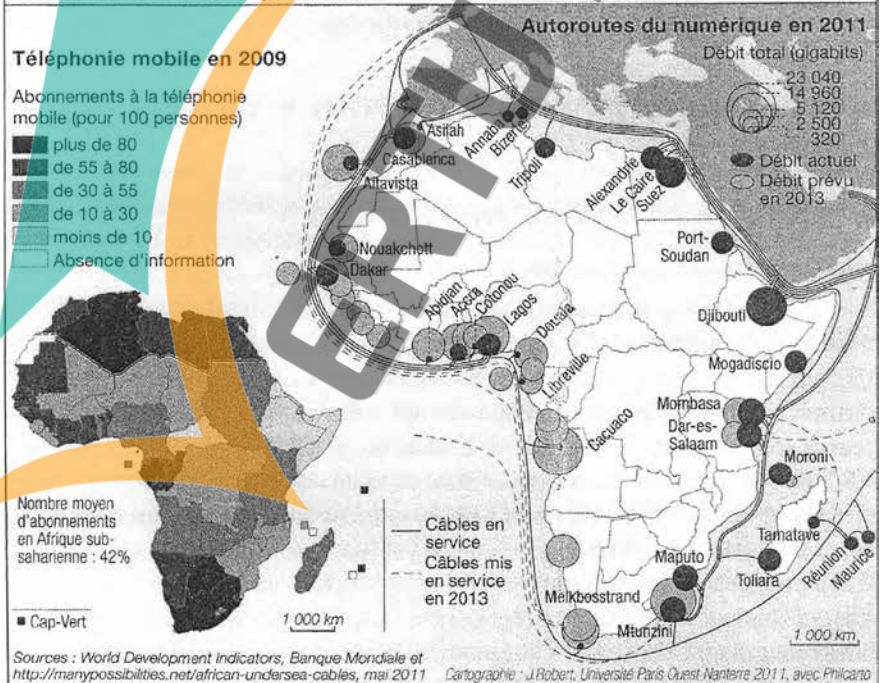 Autoroutes du numérique en 2011
Téléphonie mobile en 2009
Débit total (gigabits)
23 040
14 960
5 120
2 500
320
Débit actuel
Débit prévu
en 2013
Abonnements à la téléphonie
mobile (pour 100 personnes)
plus de 80
de 55 à 80
de 30 à 55
de 10 à 30
moins de 10
Absence d'information
Asilah
Casablanca
Altavista
Annaba
Bizerte
Tripoli
Alexandrie
Le Caire
Suez
Port-
Soudan
Nouakchott
Dakar
Abidjan
Accra
Cotonou
Lagos
Douala
Libreville
Cacuaco
Djibouti
Mogadiscio
Mombasa
Dar-es-
Salaam
Moroni
Tamatave
Réunion
Maurice
Toliara
Maputo
Melkbosstrand
Mtunzini
1 000 km
Nombre moyen
d'abonnements
en Afrique sub-
saharienne : 42%
Câbles en
service
Câbles mis
en service
en 2013
Cap-Vert
1 000 km
Sources : World Development Indicators, Banque Mondiale et
http://manypossibilities.net/african-undersea-cables, mai 2011
Cartographie : J.Robert, Université Paris Ouest Nanterre 2011, avec Philcarto